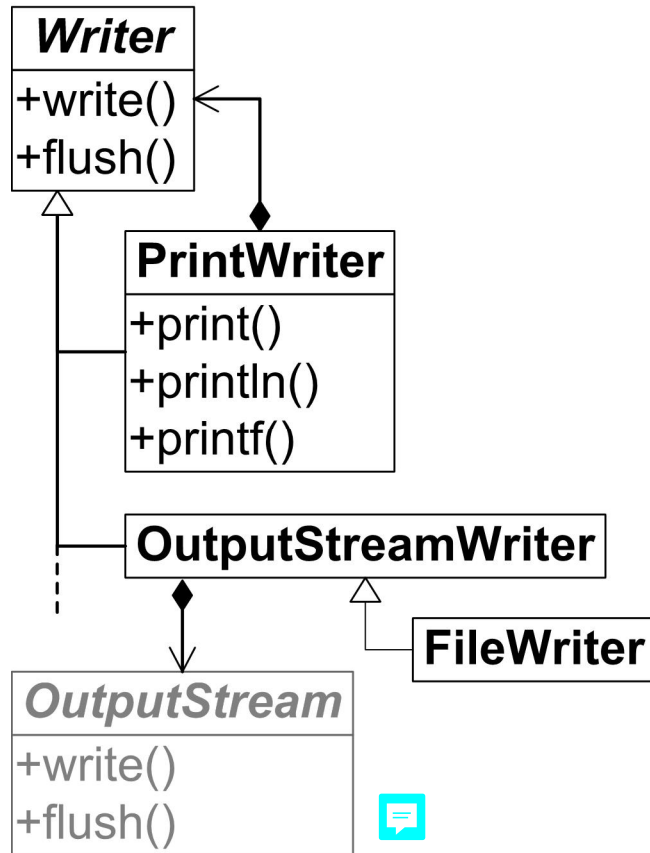 Writer
+write()
+flush()
PrintWriter
+print()
+println()
+printf()
OutputStreamWriter
FileWriter
OutputStream
+write()
+flush()